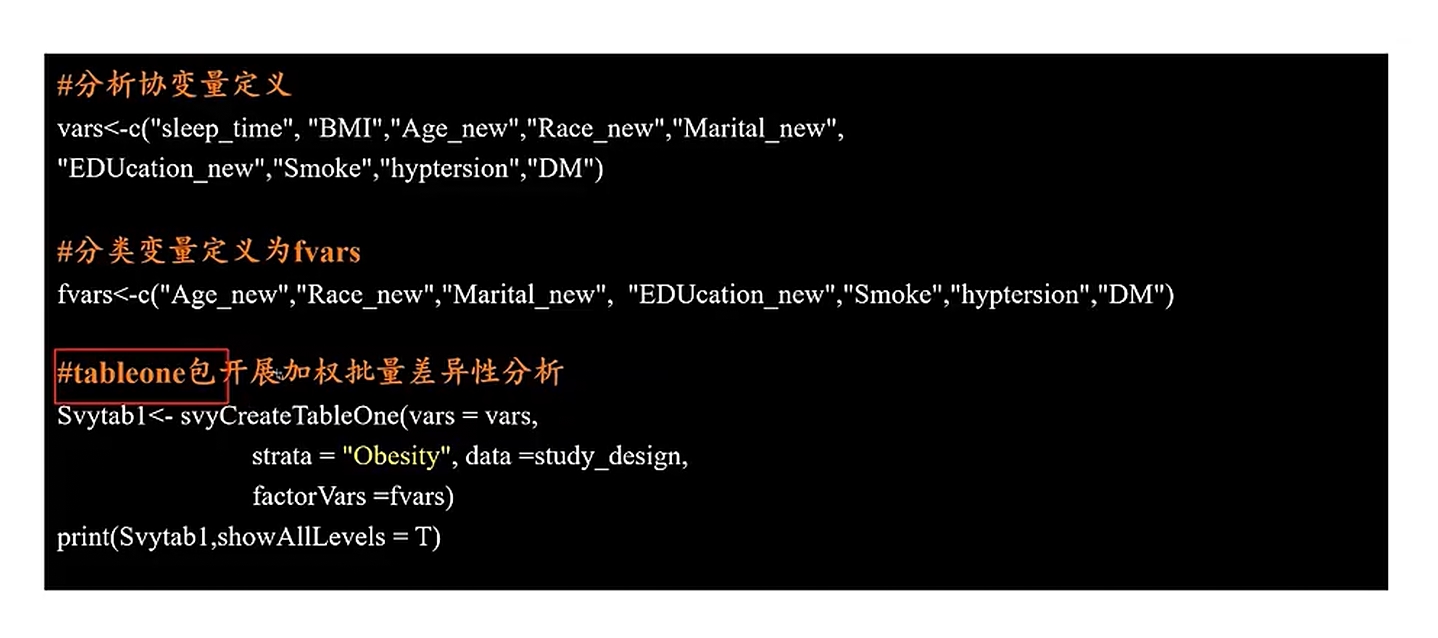 #分析协变量定义
vars<-c("sleep_time", "BMI","Age_new","Race_new","Marital_new",
"EDUcation_new","Smoke","hyptersion","DM")
#分类变量定义为fvars
fvars<-c("Age_new","Race_new","Marital_new", "EDUcation_new","Smoke","hyptersion","DM")
#tableone包开展加权批量差异性分析
Svytab1<- svyCreateTableOne(vars = vars,
strata = "Obesity", data =study_design,
factorVars =fvars)
print(Svytab1,showAllLevels = T)